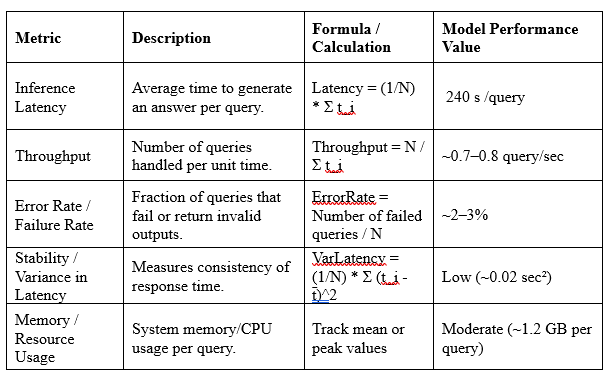 Metric
Description
Formula /
Calculation
Model Performance
Value
Inference
Latency
Average time to generate
an answer per query.
Latency = (1/N)
* Σ t_i
240 s /query
Throughput
Number of queries
handled per unit time.
Throughput = N /
Σ t_i
~0.7–0.8 query/sec
Error Rate /
Failure Rate
Fraction of queries that
fail or return invalid
outputs.
ErrorRate =
Number of failed
queries / N
~2–3%
Stability /
Variance in
Latency
Measures consistency of
response time.
VarLatency =
(1/N) * Σ (t_i -
t̄)^2
Low (~0.02 sec²)
Memory /
Resource
Usage
System memory/CPU
usage per query.
Track mean or
peak values
Moderate (~1.2 GB per
query)